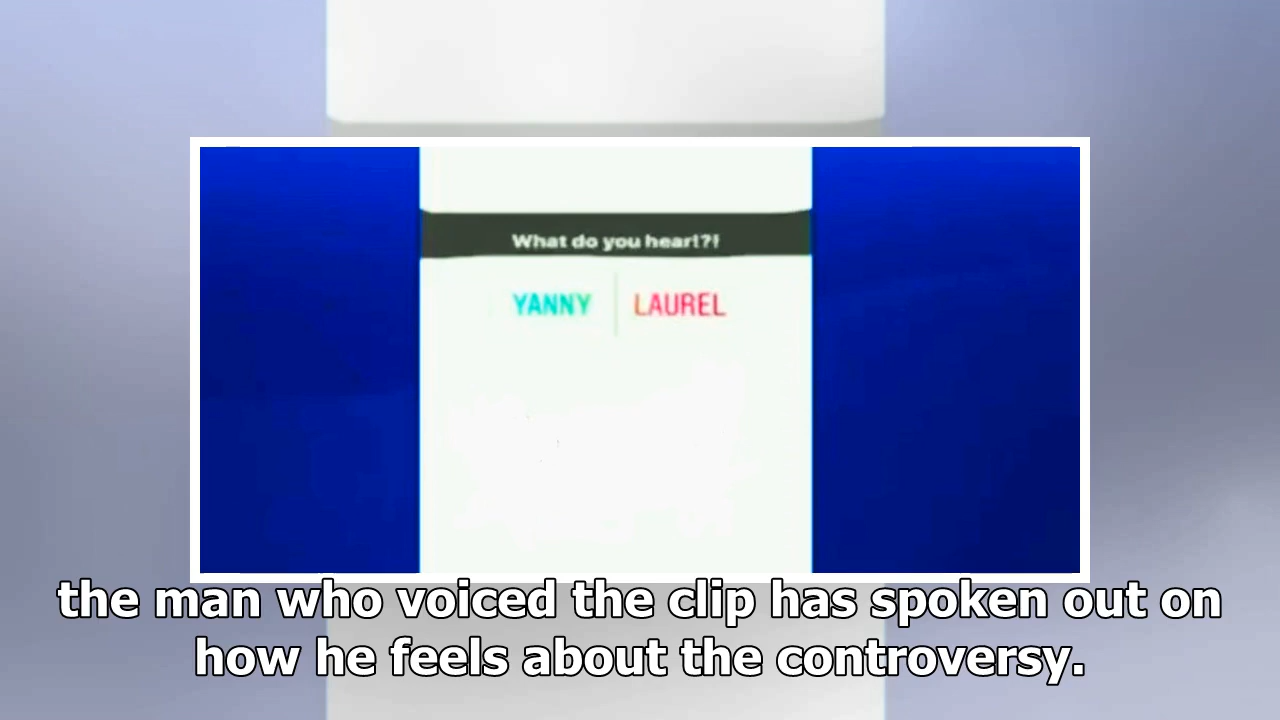 What do you hear!?!
YANNY LAUREL
the man who voiced the clip has spoken out on
how he feels about the controversy.